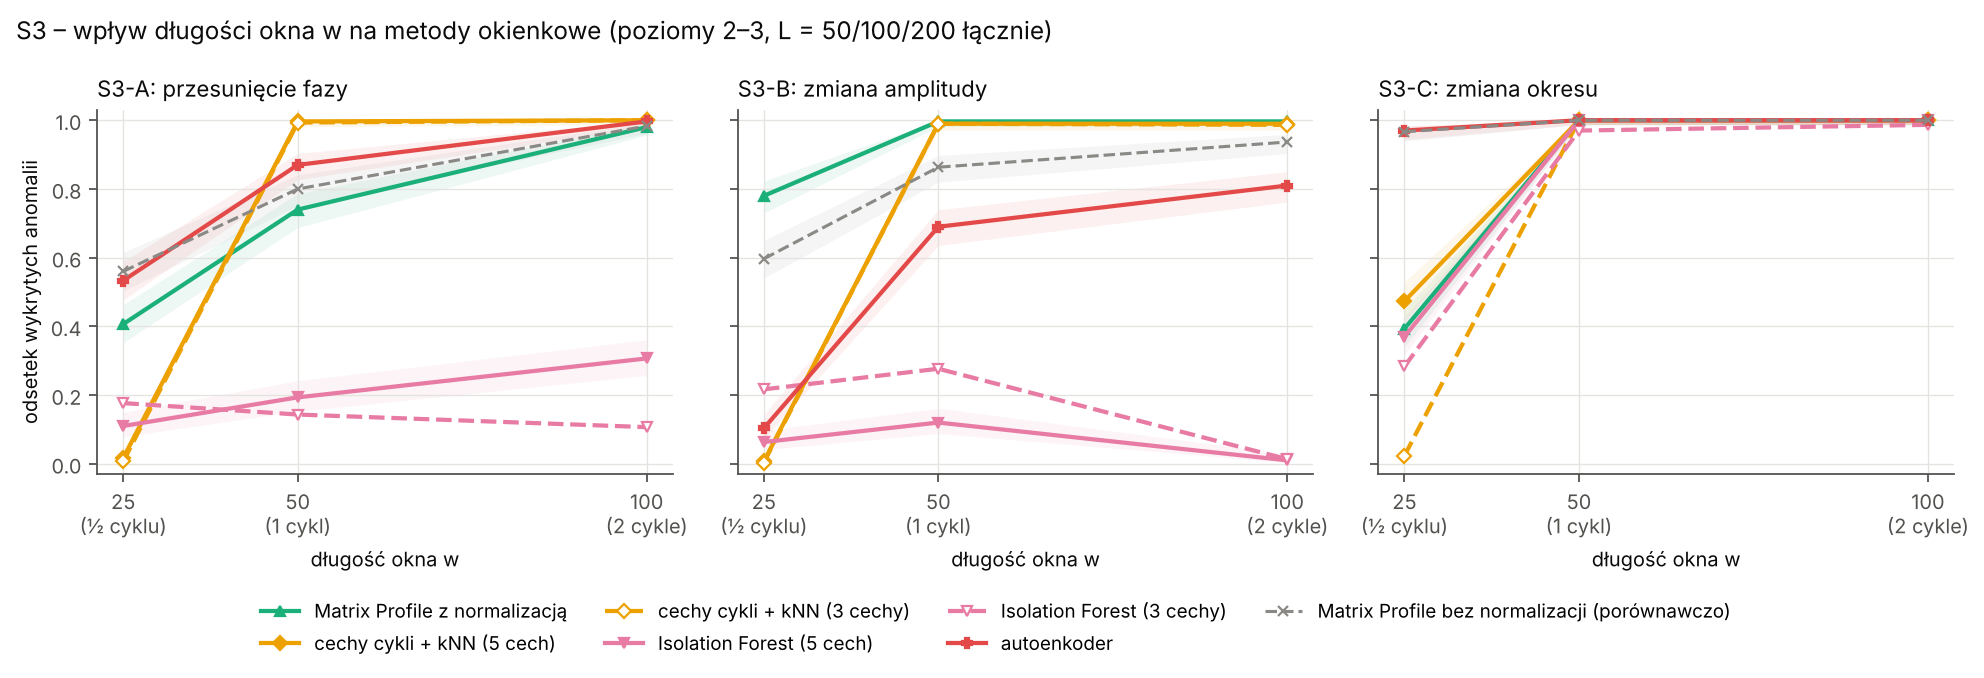 S3 – wpływ długości okna w na metody okienkowe (poziomy 2–3, L = 50/100/200 łącznie)
S3-A: przesunięcie fazy
S3-B: zmiana amplitudy
S3-C: zmiana okresu
odsetek wykrytych anomalii
1.0
0.8
0.6
0.4
0.2
0.0
25
(½ cyklu)
50
(1 cykl)
100
(2 cykle)
25
(½ cyklu)
50
(1 cykl)
100
(2 cykle)
25
(½ cyklu)
50
(1 cykl)
100
(2 cykle)
długość okna w
długość okna w
długość okna w
Matrix Profile z normalizacją
cechy cykli + kNN (3 cechy)
Isolation Forest (3 cechy)
Matrix Profile bez normalizacji (porównawczo)
cechy cykli + kNN (5 cech)
Isolation Forest (5 cech)
autoenkoder